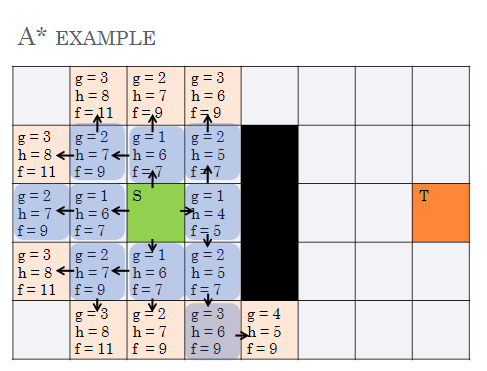 A* EXAMPLE
g = 3 g = 2 g = 3
h = 8 h = 7 h = 6
f = 11 f = 9 f = 9
g = 3 g = 2 g = 1 g = 2
h = 8 h = 7 h = 6 h = 5
f = 11 f = 9 f = 7 f = 7
g = 2 g = 1 S g = 1 T
h = 7 h = 6 h = 4
f = 9 f = 7 f = 5
g = 3 g = 2 g = 1 g = 2
h = 8 h = 7 h = 6 h = 5
f = 11 f = 9 f = 7 f = 7
g = 3 g = 2 g = 3 g = 4
h = 8 h = 7 h = 6 h = 5
f = 11 f = 9 f = 9 f = 9